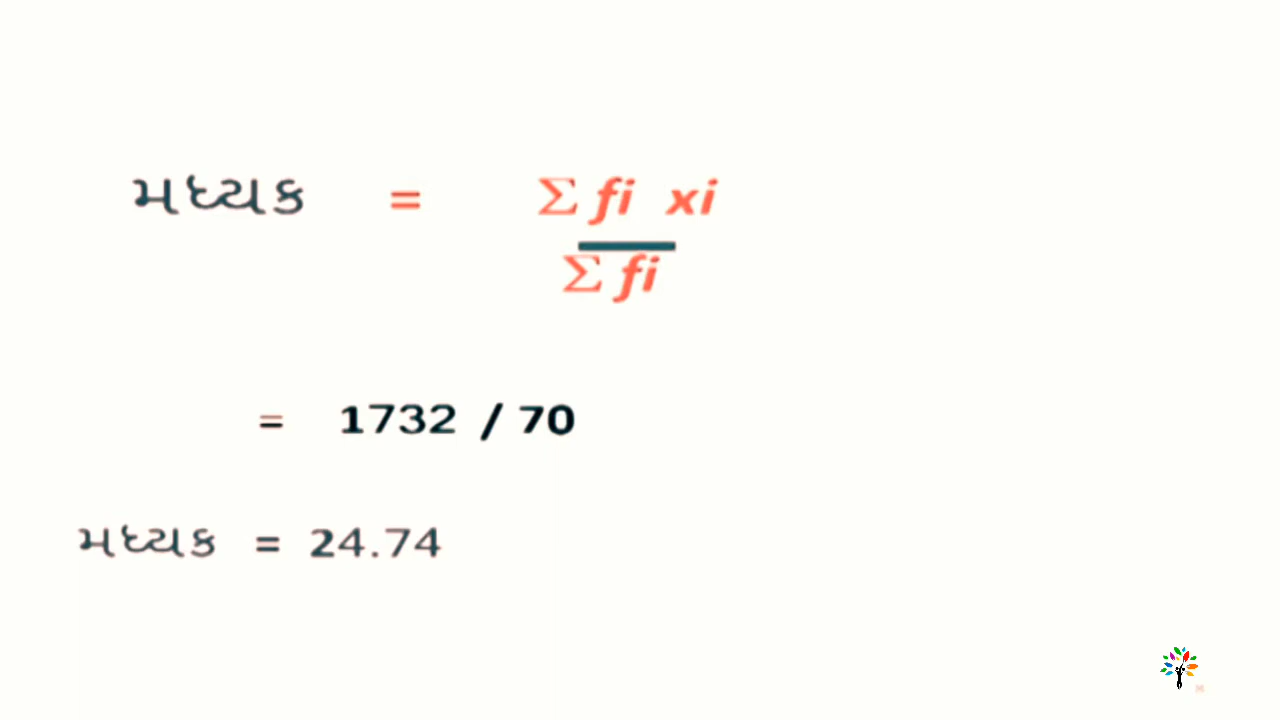 મધ્યક = Σ fi xi
Σ fi
= 1732 / 70
મધ્યક = 24.74